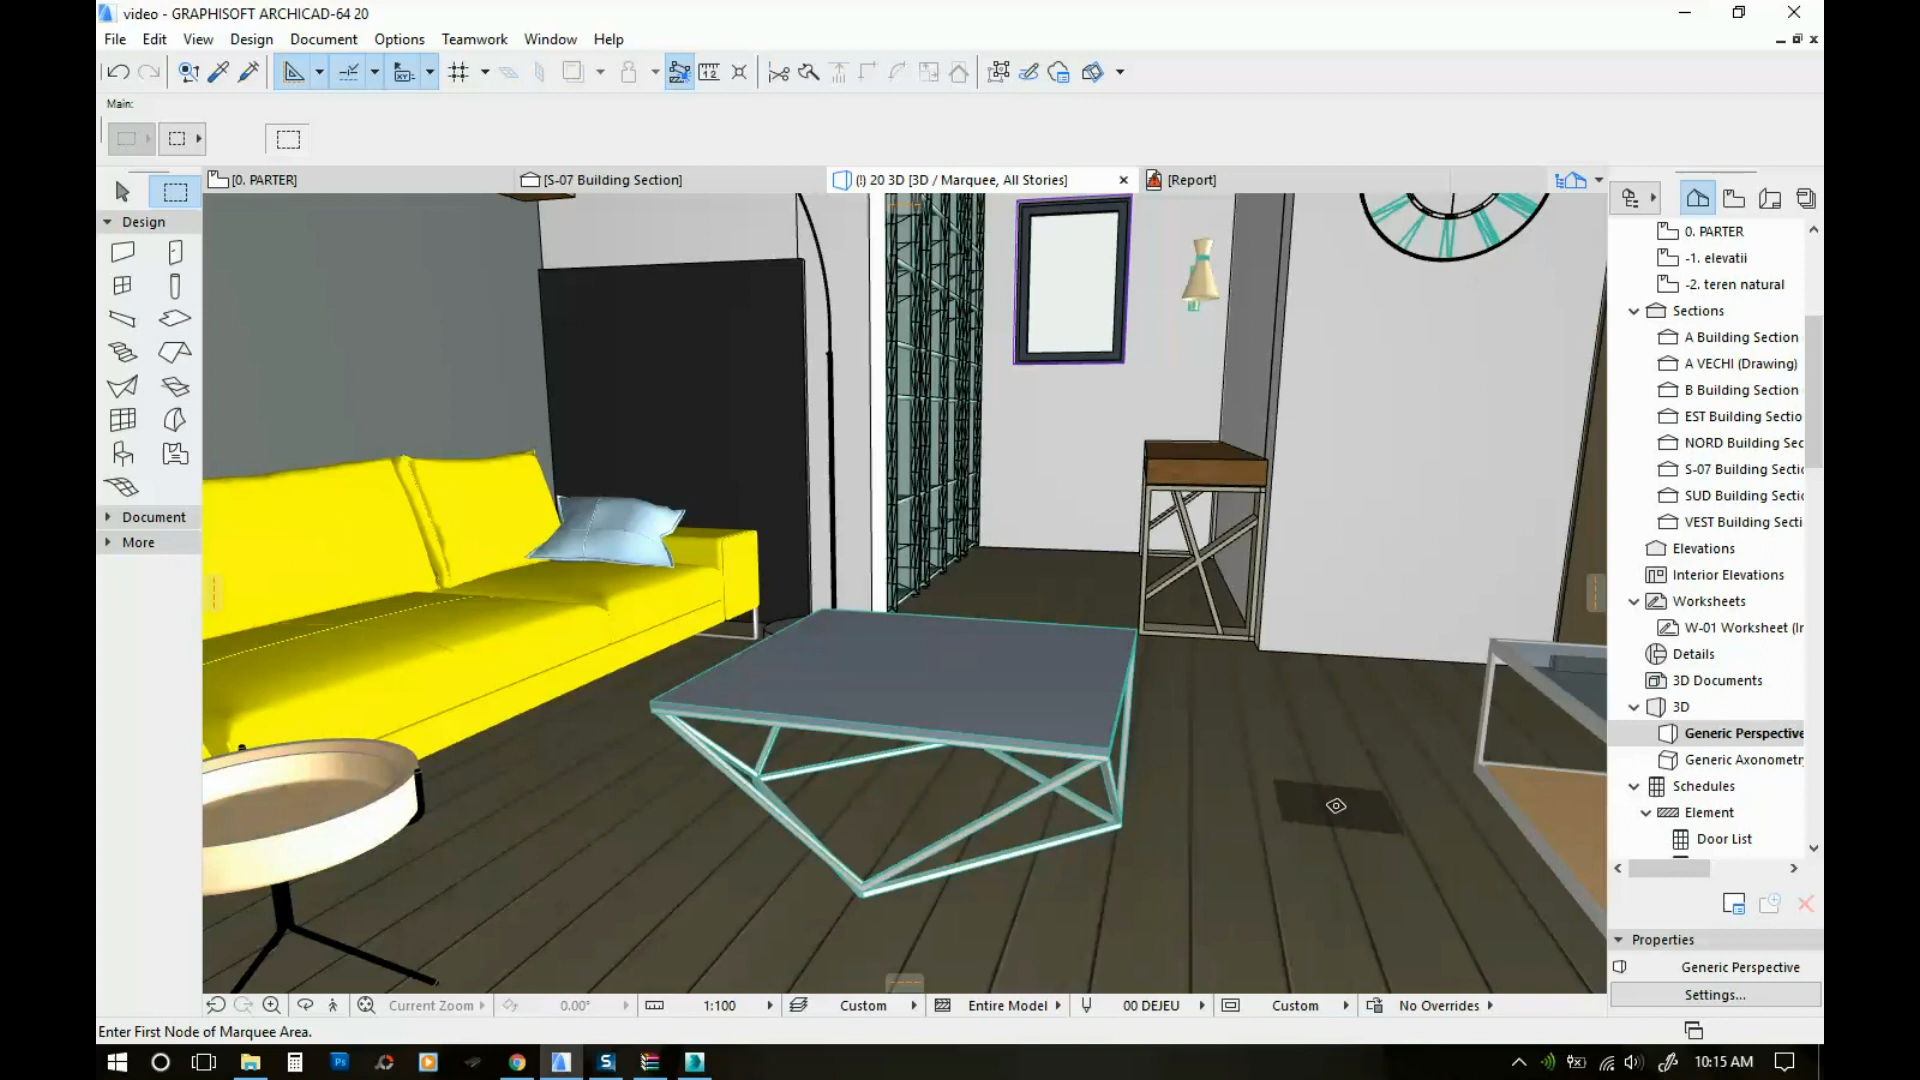 video - GRAPHISOFT ARCHICAD-64 20
File Edit View Design Document Options Teamwork Window Help
Main:
[0. PARTER]
[S-07 Building Section]
(!) 20 3D [3D / Marquee, All Stories]
[Report]
Design
Document
More
0. PARTER
-1. elevatii
-2. teren natural
Sections
A Building Section
A VECHI (Drawing)
B Building Section
EST Building Sectio
NORD Building Sec
S-07 Building Sectio
SUD Building Sectio
VEST Building Secti
Elevations
Interior Elevations
Worksheets
W-01 Worksheet (Ir
Details
3D Documents
3D
Generic Perspective
Generic Axonometr
Schedules
Element
Door List
Properties
Generic Perspective
Settings...
Current Zoom 0.00° 1:100 Custom Entire Model 00 DEJEU Custom No Overrides
Enter First Node of Marquee Area.
10:15 AM